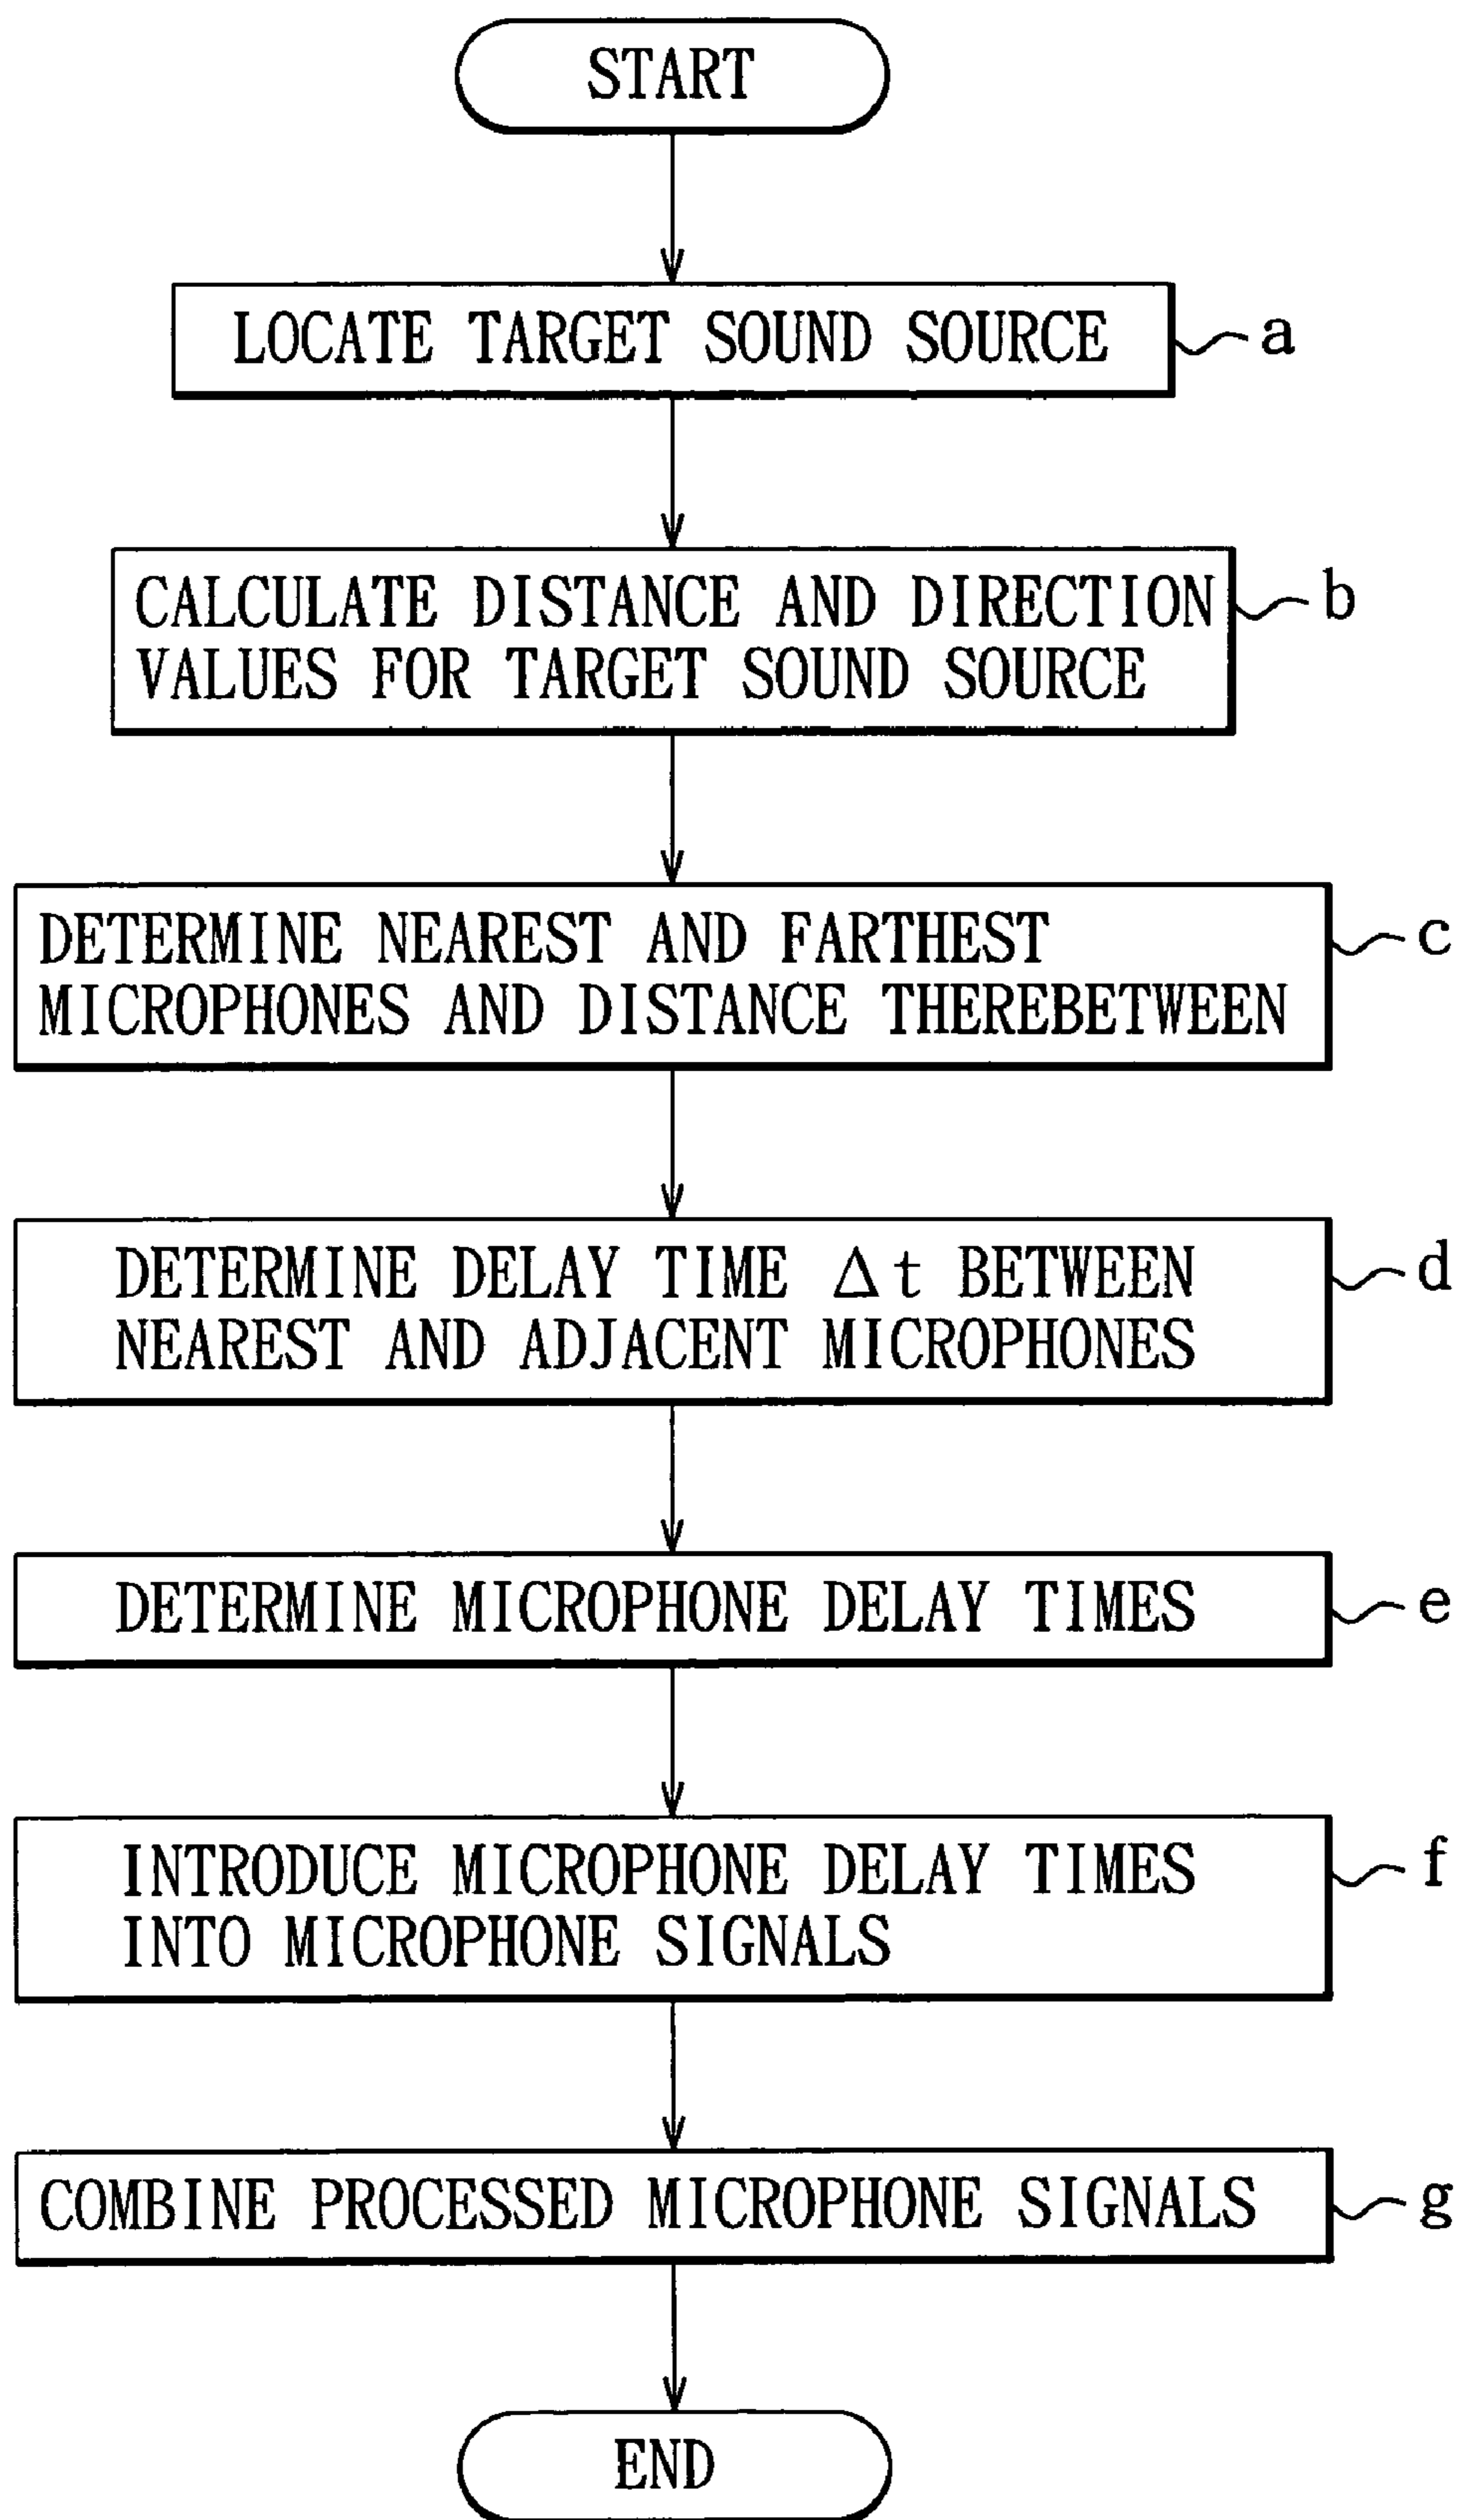 START
LOCATE TARGET SOUND SOURCE
a
CALCULATE DISTANCE AND DIRECTION
VALUES FOR TARGET SOUND SOURCE
b
DETERMINE NEAREST AND FARTHEST
MICROPHONES AND DISTANCE THEREBETWEEN
c
DETERMINE DELAY TIME Δt BETWEEN
NEAREST AND ADJACENT MICROPHONES
d
DETERMINE MICROPHONE DELAY TIMES
e
INTRODUCE MICROPHONE DELAY TIMES
INTO MICROPHONE SIGNALS
f
COMBINE PROCESSED MICROPHONE SIGNALS
g
END